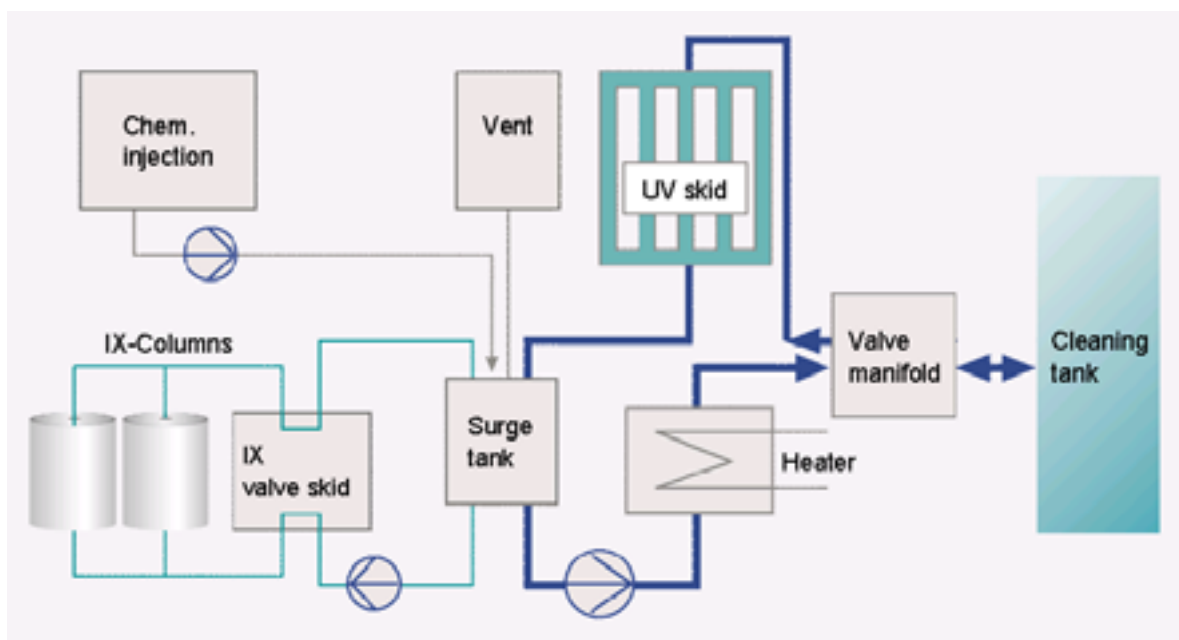 Chem.
injection
Vent
UV skid
IX-Columns
IX
valve skid
Surge
tank
Heater
Valve
manifold
Cleaning
tank